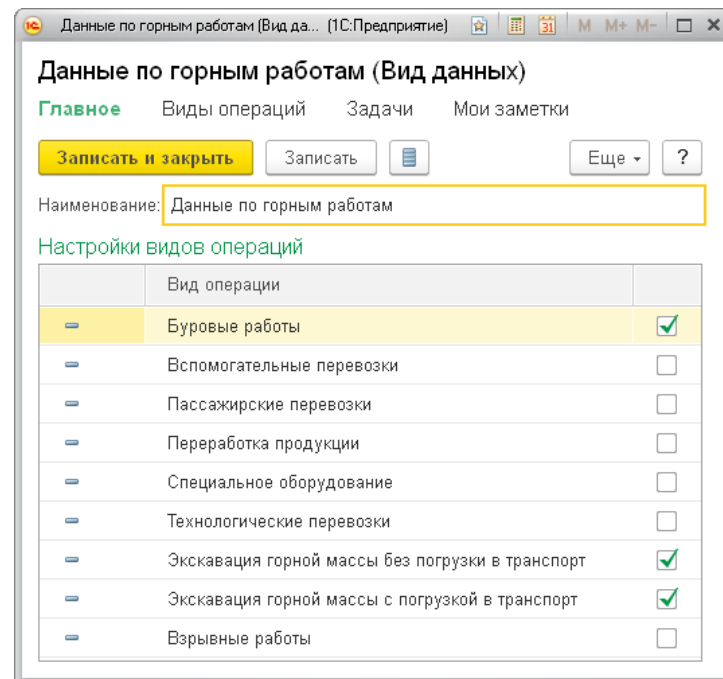 1С Данные по горным работам (Вид да... (1С:Предприятие) 31 M M+ M-
Данные по горным работам (Вид данных)
Главное Виды операций Задачи Мои заметки
Записать и закрыть Записать Еще ?
Наименование: Данные по горным работам
Настройки видов операций
Вид операции
Буровые работы
Вспомогательные перевозки
Пассажирские перевозки
Переработка продукции
Специальное оборудование
Технологические перевозки
Экскавация горной массы без погрузки в транспорт
Экскавация горной массы с погрузкой в транспорт
Взрывные работы